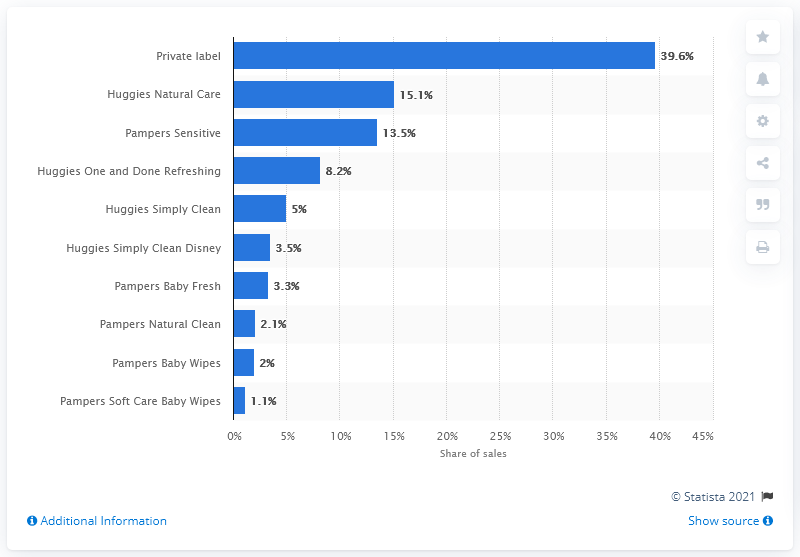 Private label 39.6%
Huggies Natural Care 15.1%
Pampers Sensitive 13.5%
Huggies One and Done Refreshing 8.2%
Huggies Simply Clean 5%
Huggies Simply Clean Disney 3.5%
Pampers Baby Fresh 3.3%
Pampers Natural Clean 2.1%
Pampers Baby Wipes 2%
Pampers Soft Care Baby Wipes 1.1%
0% 5% 10% 15% 20% 25% 30% 35% 40% 45%
Share of sales
© Statista 2021
Additional Information Show source